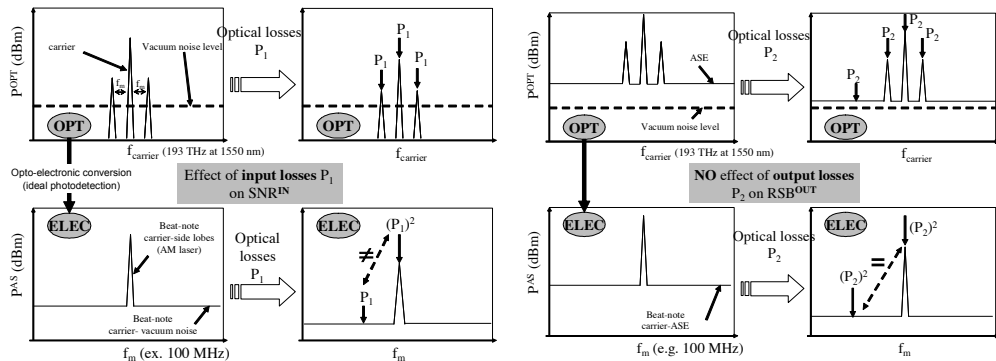 P^OPT (dBm)
carrier
Vacuum noise level
f_m
f_m
OPT
f_carrier (193 THz at 1550 nm)
Optical losses
P_1
P_1
P_1
P_1
f_carrier
Opto-electronic conversion
(ideal photodetection)
Effect of input losses P_1
on SNR^IN
P^AS (dBm)
ELEC
Beat-note
carrier-side lobes
(AM laser)
Beat-note
carrier- vacuum noise
f_m (ex. 100 MHz)
Optical
losses
P_1
ELEC
(P_1)^2
≠
P_1
f_m
P^OPT (dBm)
ASE
Vacuum noise level
OPT
f_carrier (193 THz at 1550 nm)
Optical losses
P_2
P_2
P_2
P_2
P_2
OPT
f_carrier
NO effect of output losses
P_2 on RSB^OUT
P^AS (dBm)
ELEC
Beat-note
carrier-ASE
f_m (e.g. 100 MHz)
Optical losses
P_2
ELEC
(P_2)^2
=
(P_2)^2
f_m
OPT